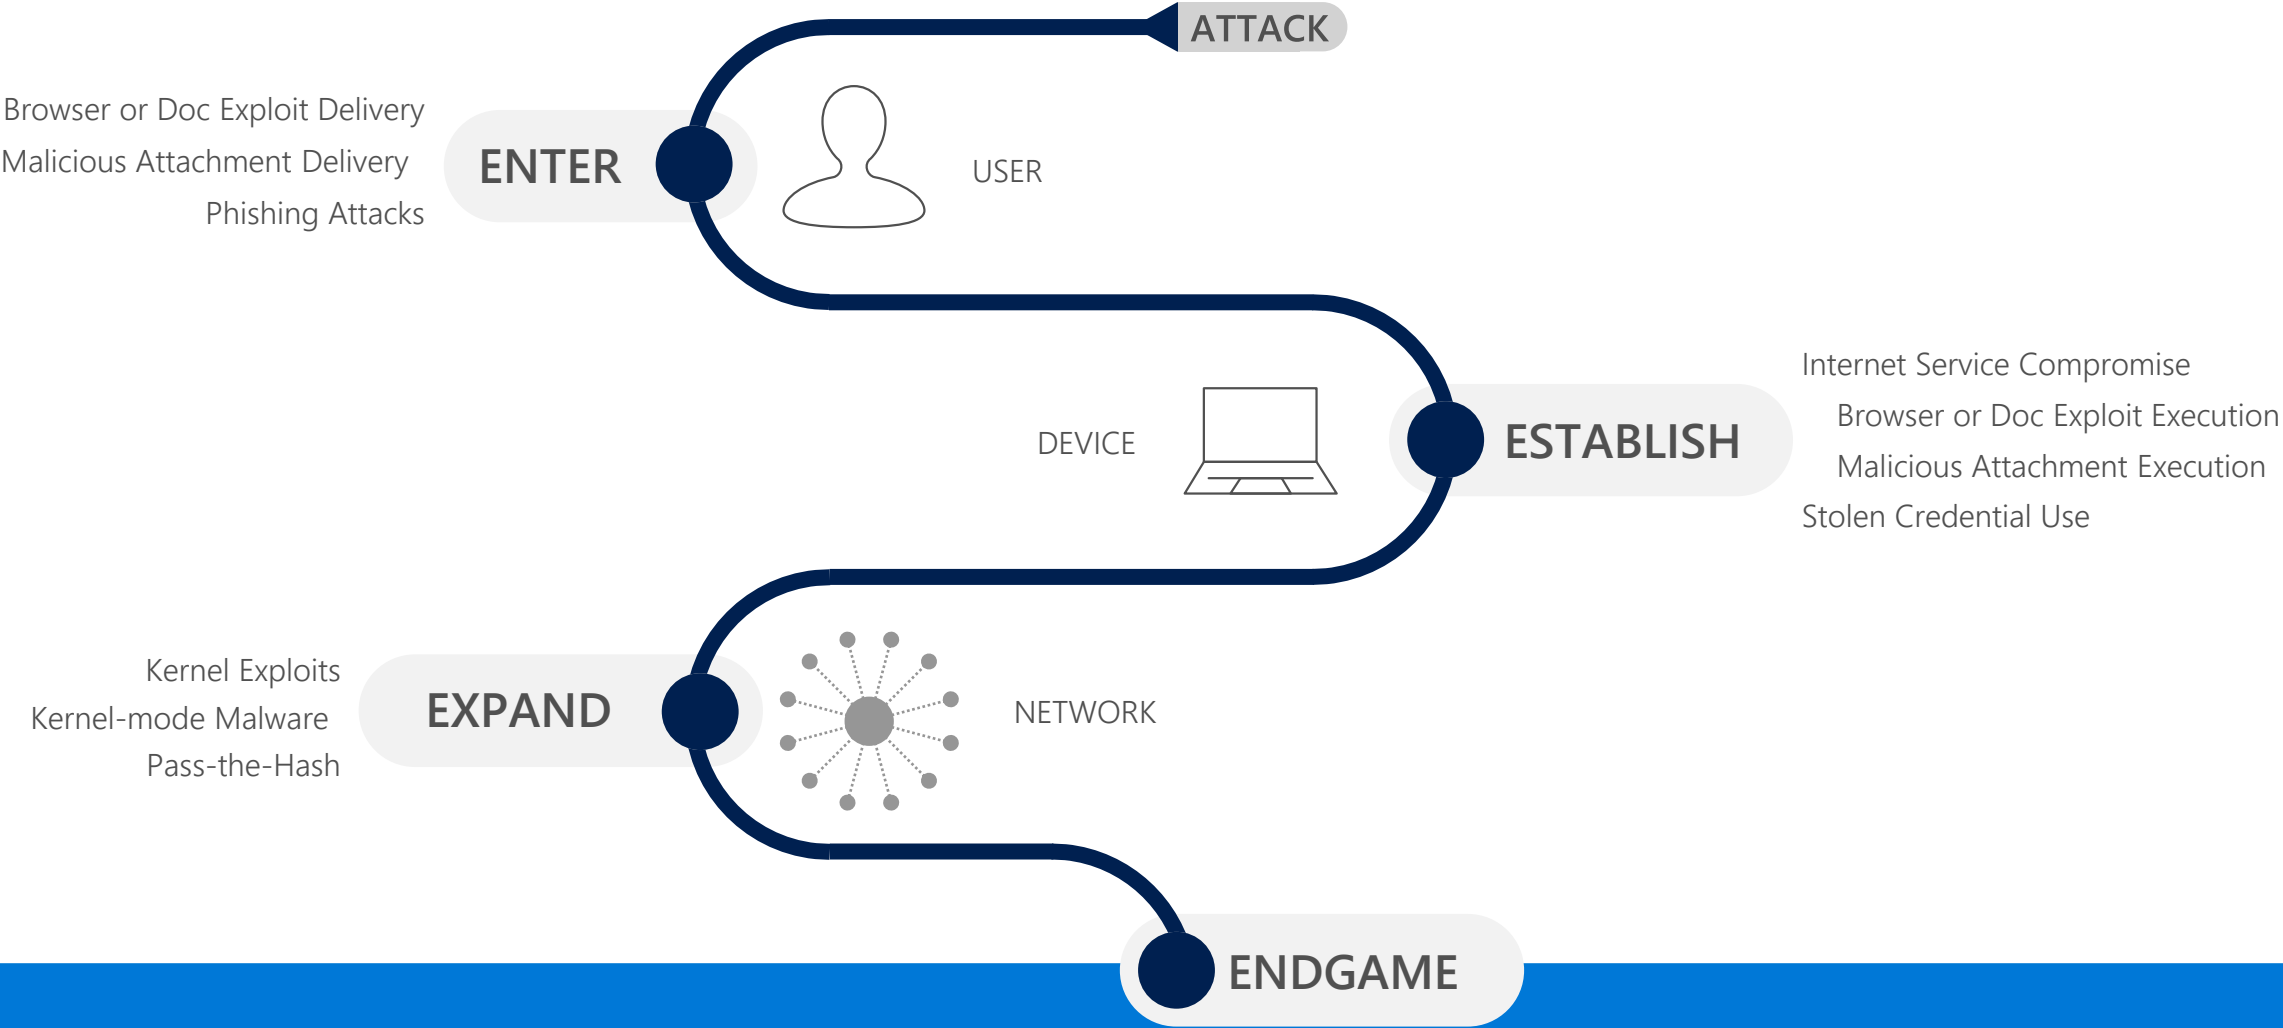 ATTACK
Browser or Doc Exploit Delivery
Malicious Attachment Delivery
Phishing Attacks
ENTER
USER
DEVICE
ESTABLISH
Internet Service Compromise
Browser or Doc Exploit Execution
Malicious Attachment Execution
Stolen Credential Use
Kernel Exploits
Kernel-mode Malware
Pass-the-Hash
EXPAND
NETWORK
ENDGAME